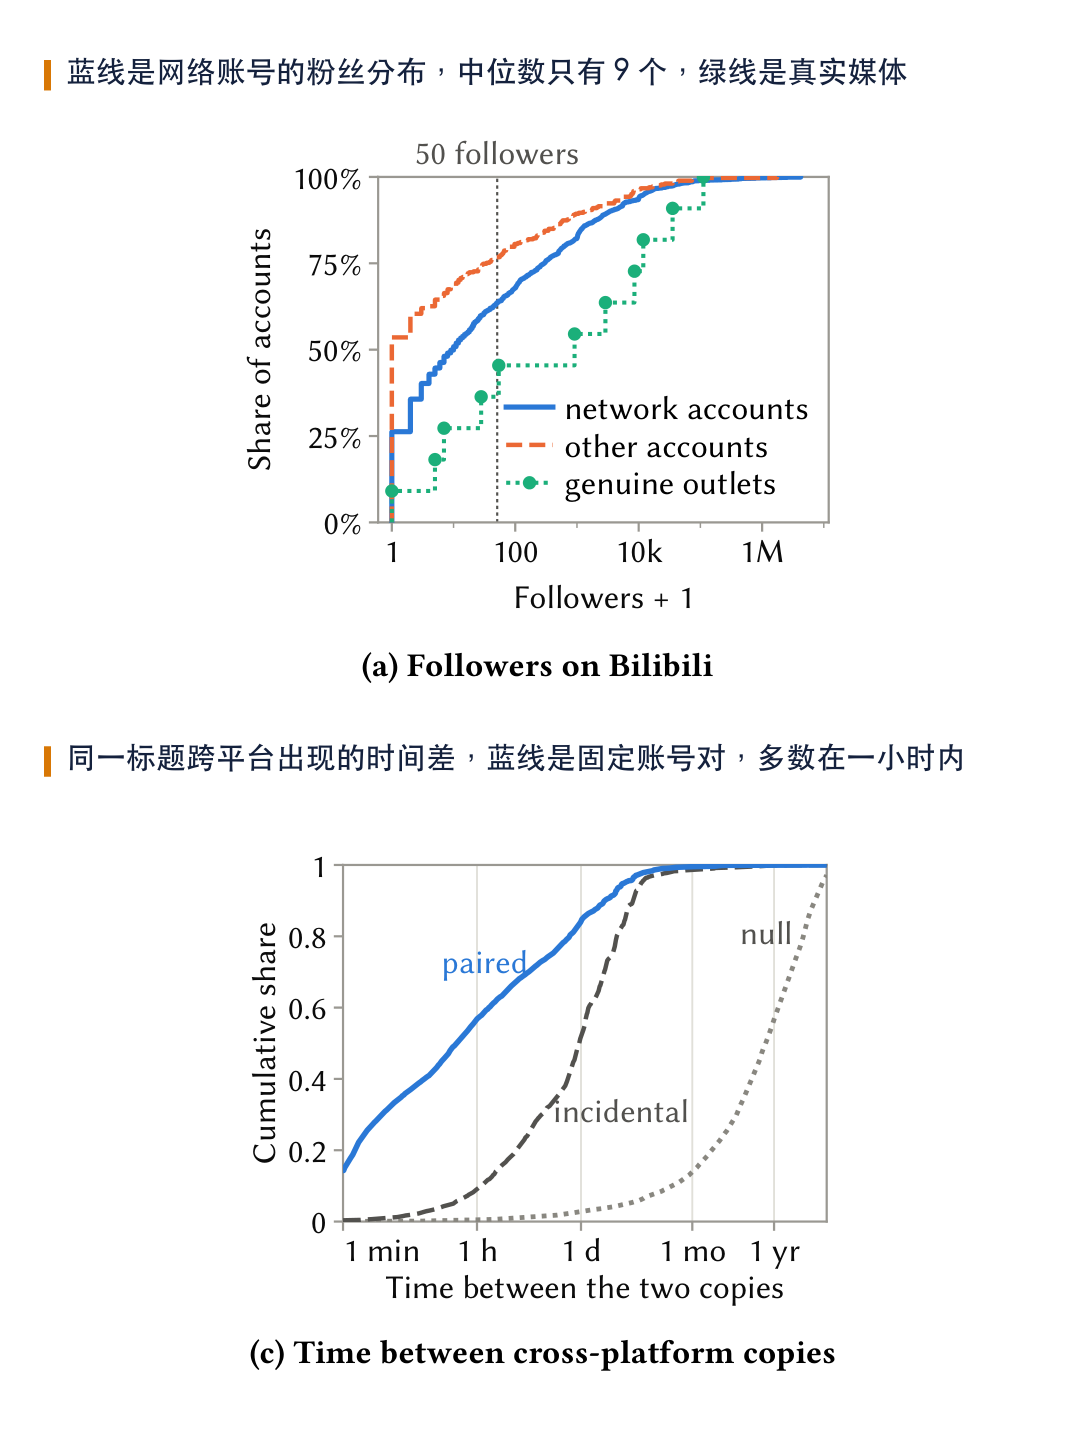 蓝线是网络账号的粉丝分布，中位数只有 9 个，绿线是真实媒体
50 followers
100%
75%
50%
25%
0%
Share of accounts
network accounts
other accounts
genuine outlets
1 100 10k 1M
Followers + 1
(a) Followers on Bilibili
同一标题跨平台出现的时间差，蓝线是固定账号对，多数在一小时内
1
0.8
0.6
0.4
0.2
0
Cumulative share
paired
null
incidental
1 min 1 h 1 d 1 mo 1 yr
Time between the two copies
(c) Time between cross-platform copies